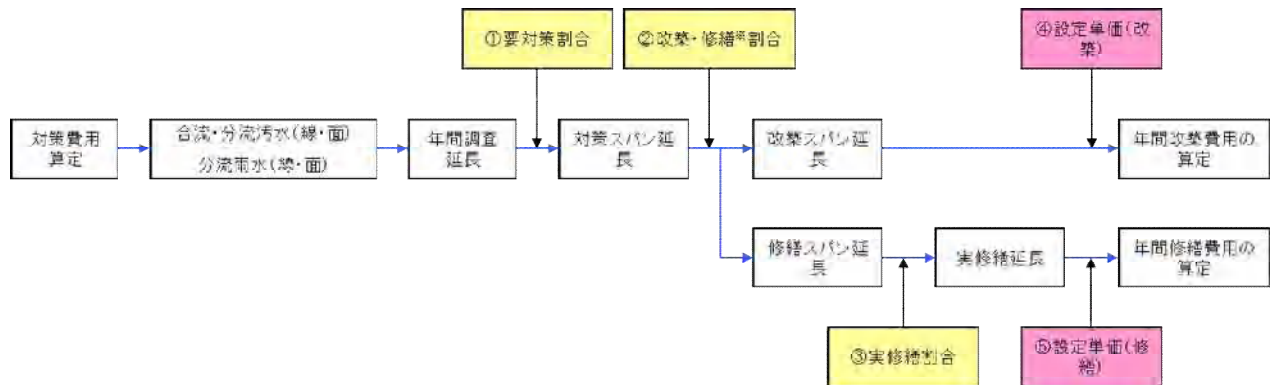 ①要対策割合
②改築・修繕※割合
④設定単価(改
築)
対策費用
算定
合流・分流汚水(線・面)
分流雨水(線・面)
年間調査
延長
対策スパン延
長
改築スパン延
長
年間改築費用の
算定
修繕スパン延
長
実修繕延長
年間修繕費用の
算定
③実修繕割合
⑤設定単価(修
繕)